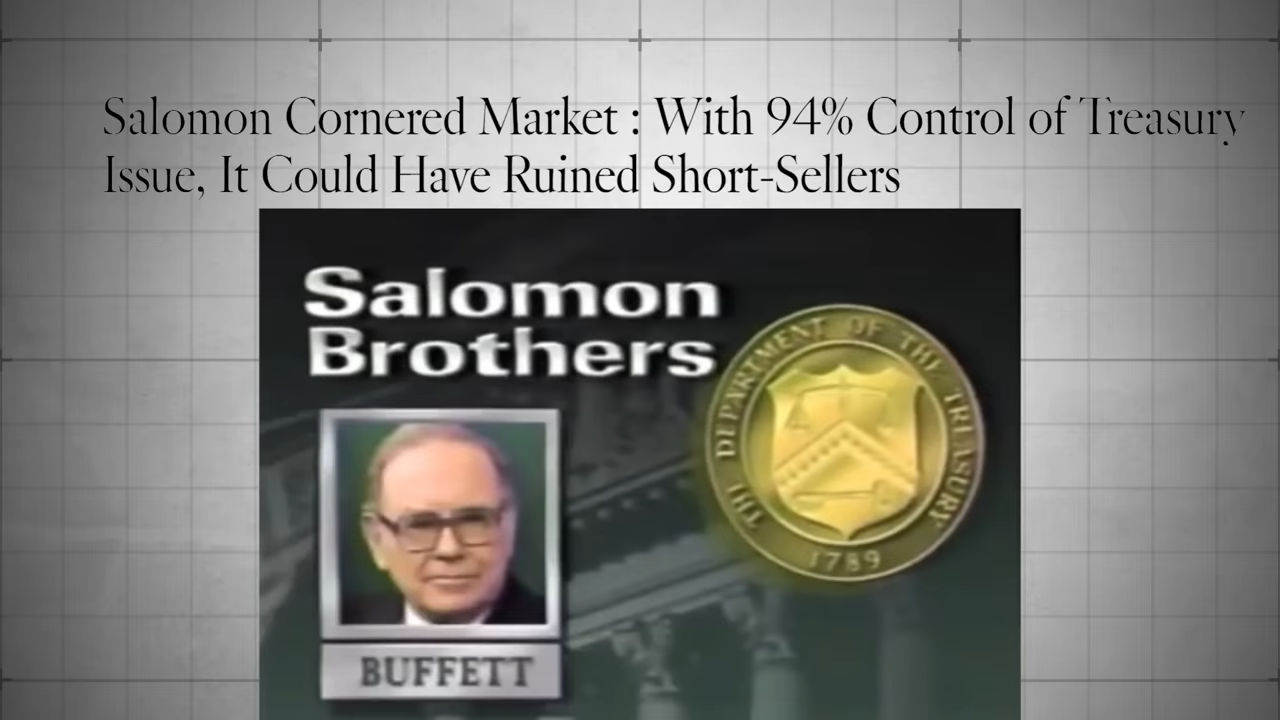 Salomon Cornered Market : With 94% Control of Treasury
Issue, It Could Have Ruined Short-Sellers
Salomon
Brothers
THE DEPARTMENT OF THE TREASURY
1789
BUFFETT